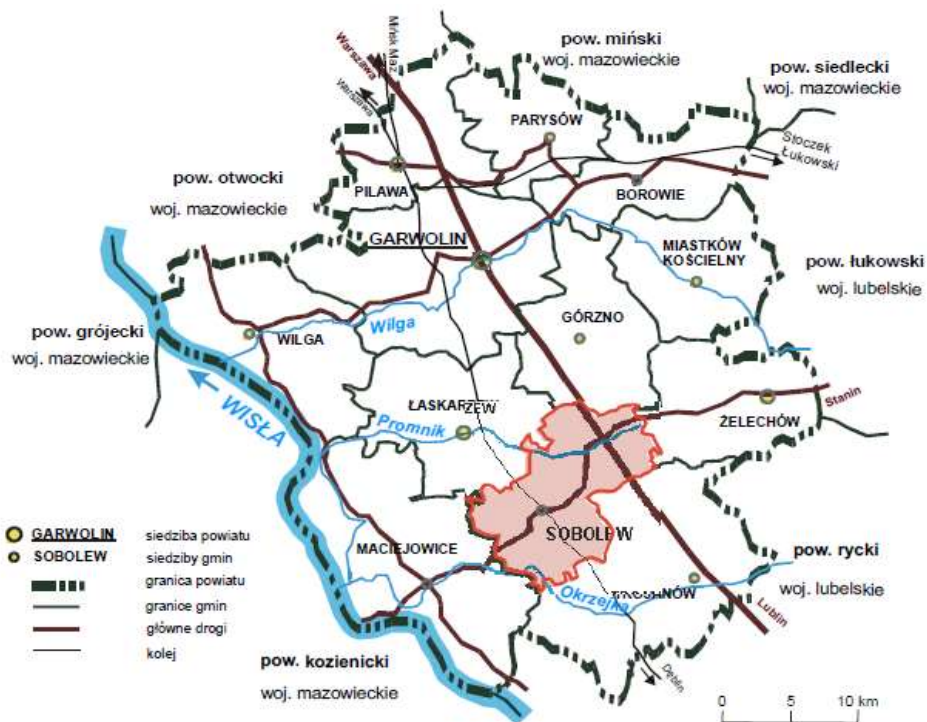 pow. miński
woj. mazowieckie
pow. siedlecki
woj. mazowieckie
Warszawa
Mińsk Maz.
Warszawa
PARYSÓW
Stoczek
Łukowski
PILAWA
BOROWIE
pow. otwocki
woj. mazowieckie
GARWOLIN
MIASTKÓW
KOŚCIELNY
pow. łukowski
woj. lubelskie
pow. grójecki
woj. mazowieckie
WILGA
Wilga
GÓRZNO
WISŁA
ŁASKARZEW
Promnik
ŻELECHÓW
Stanin
GARWOLIN siedziba powiatu
SOBOLEW siedziby gmin
granica powiatu
granice gmin
główne drogi
kolej
MACIEJOWICE
SOBOLEW
pow. rycki
woj. lubelskie
Okrzejka
Lublin
Dęblin
pow. kozienicki
woj. mazowieckie
0 5 10 km